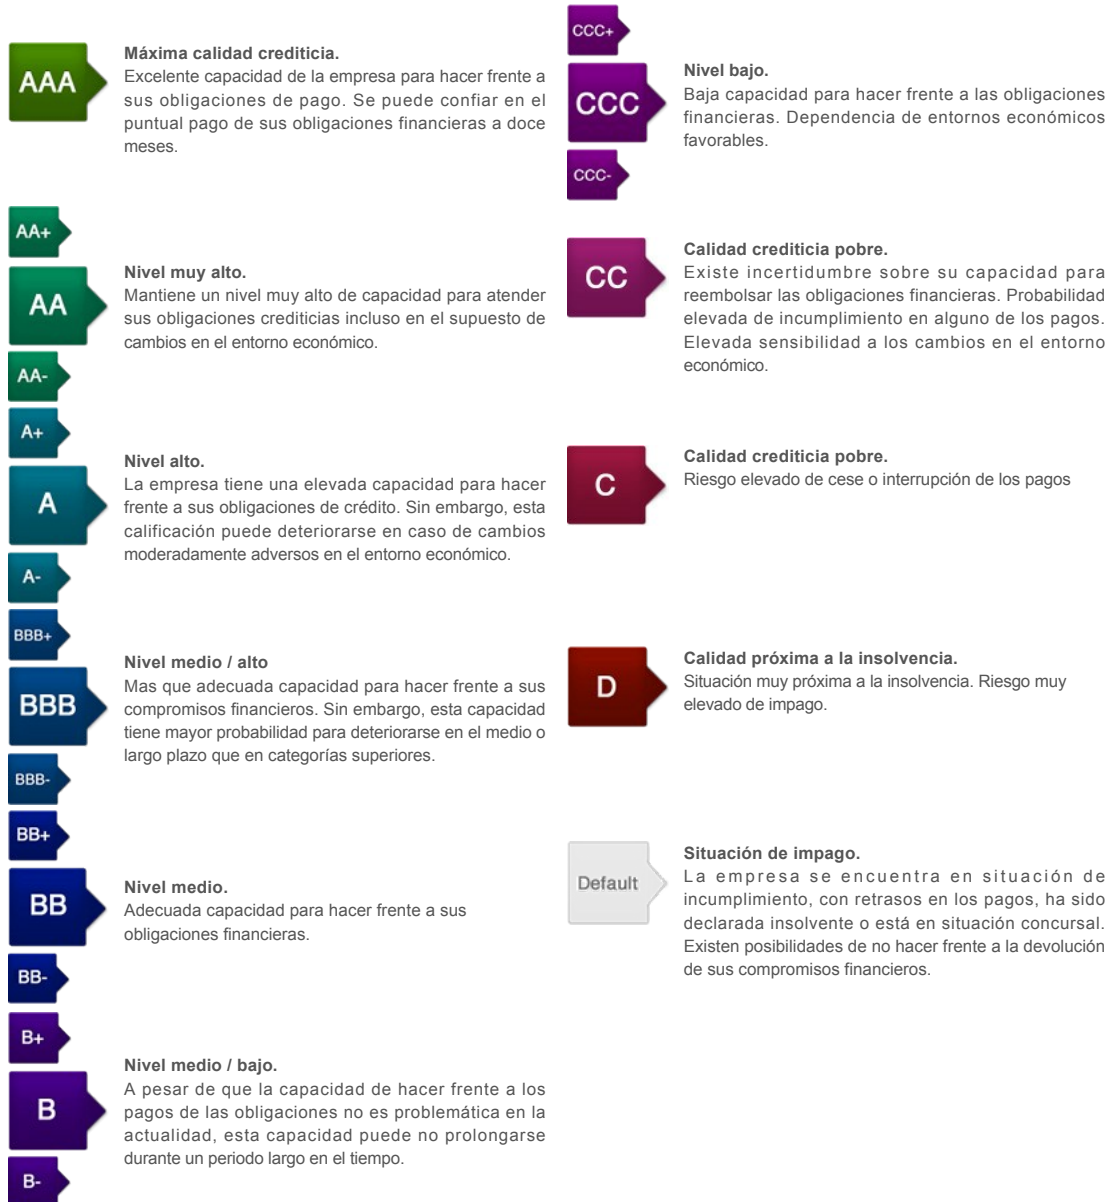 AAA
Máxima calidad crediticia.
Excelente capacidad de la empresa para hacer frente a
sus obligaciones de pago. Se puede confiar en el
puntual pago de sus obligaciones financieras a doce
meses.
AA+
AA
AA-
Nivel muy alto.
Mantiene un nivel muy alto de capacidad para atender
sus obligaciones crediticias incluso en el supuesto de
cambios en el entorno económico.
A+
A
A-
Nivel alto.
La empresa tiene una elevada capacidad para hacer
frente a sus obligaciones de crédito. Sin embargo, esta
calificación puede deteriorarse en caso de cambios
moderadamente adversos en el entorno económico.
BBB+
BBB
BBB-
Nivel medio / alto
Mas que adecuada capacidad para hacer frente a sus
compromisos financieros. Sin embargo, esta capacidad
tiene mayor probabilidad para deteriorarse en el medio o
largo plazo que en categorías superiores.
BB+
BB
BB-
Nivel medio.
Adecuada capacidad para hacer frente a sus
obligaciones financieras.
B+
B
B-
Nivel medio / bajo.
A pesar de que la capacidad de hacer frente a los
pagos de las obligaciones no es problemática en la
actualidad, esta capacidad puede no prolongarse
durante un periodo largo en el tiempo.
CCC+
CCC
CCC-
Nivel bajo.
Baja capacidad para hacer frente a las obligaciones
financieras. Dependencia de entornos económicos
favorables.
CC
Calidad crediticia pobre.
Existe incertidumbre sobre su capacidad para
reembolsar las obligaciones financieras. Probabilidad
elevada de incumplimiento en alguno de los pagos.
Elevada sensibilidad a los cambios en el entorno
económico.
C
Calidad crediticia pobre.
Riesgo elevado de cese o interrupción de los pagos
D
Calidad próxima a la insolvencia.
Situación muy próxima a la insolvencia. Riesgo muy
elevado de impago.
Default
Situación de impago.
La empresa se encuentra en situación de
incumplimiento, con retrasos en los pagos, ha sido
declarada insolvente o está en situación concursal.
Existen posibilidades de no hacer frente a la devolución
de sus compromisos financieros.